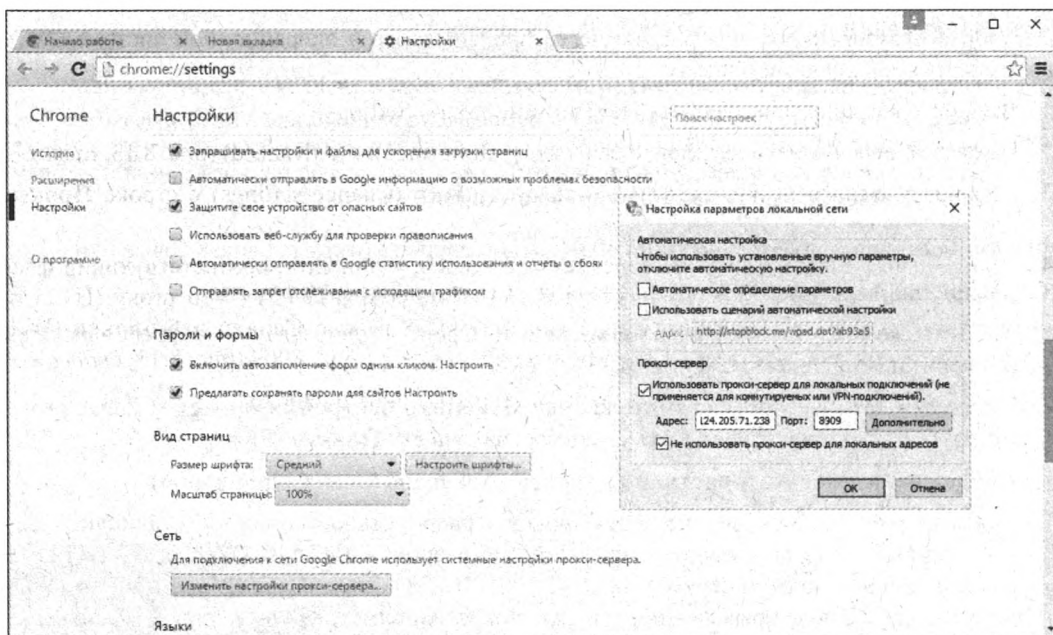 Начало работы
Новая вкладка
Настройки
chrome://settings
Chrome
История
Расширения
Настройки
О программе
Настройки
Поиск настроек
Запрашивать настройки и файлы для ускорения загрузки страниц
Автоматически отправлять в Google информацию о возможных проблемах безопасности
Защитите свое устройство от опасных сайтов
Использовать веб-службу для проверки правописания
Автоматически отправлять в Google статистику использования и отчеты о сбоях
Отправлять запрет отслеживания с исходящим трафиком
Пароли и формы
Включить автозаполнение форм одним кликом. Настроить
Предлагать сохранять пароли для сайтов Настроить
Вид страниц
Размер шрифта: Средний Настроить шрифты...
Масштаб страницы: 100%
Сеть
Для подключения к сети Google Chrome использует системные настройки прокси-сервера.
Изменить настройки прокси-сервера...
Языки
Настройка параметров локальной сети
Автоматическая настройка
Чтобы использовать установленные вручную параметры,
отключите автоматическую настройку.
Автоматическое определение параметров
Использовать сценарий автоматической настройки
Адрес:
Прокси-сервер
Использовать прокси-сервер для локальных подключений (не
применяется для коммутируемых или VPN-подключений).
Адрес: 124.205.71.238 Порт: 8909 Дополнительно
Не использовать прокси-сервер для локальных адресов
OK Отмена